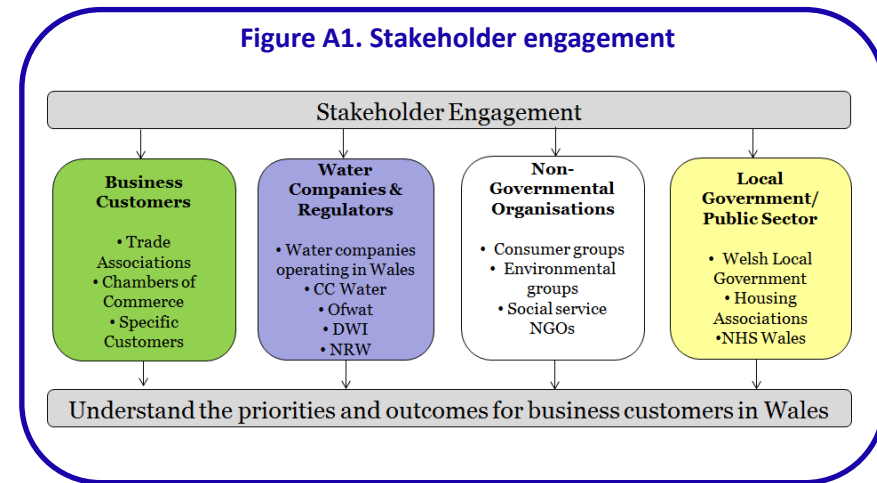 Figure A1. Stakeholder engagement
Stakeholder Engagement
Business
Customers
• Trade
Associations
• Chambers of
Commerce
• Specific
Customers
Water
Companies &
Regulators
• Water companies
operating in Wales
• CC Water
• Ofwat
• DWI
• NRW
Non-
Governmental
Organisations
• Consumer groups
• Environmental
groups
• Social service
NGOs
Local
Government/
Public Sector
• Welsh Local
Government
• Housing
Associations
•NHS Wales
Understand the priorities and outcomes for business customers in Wales